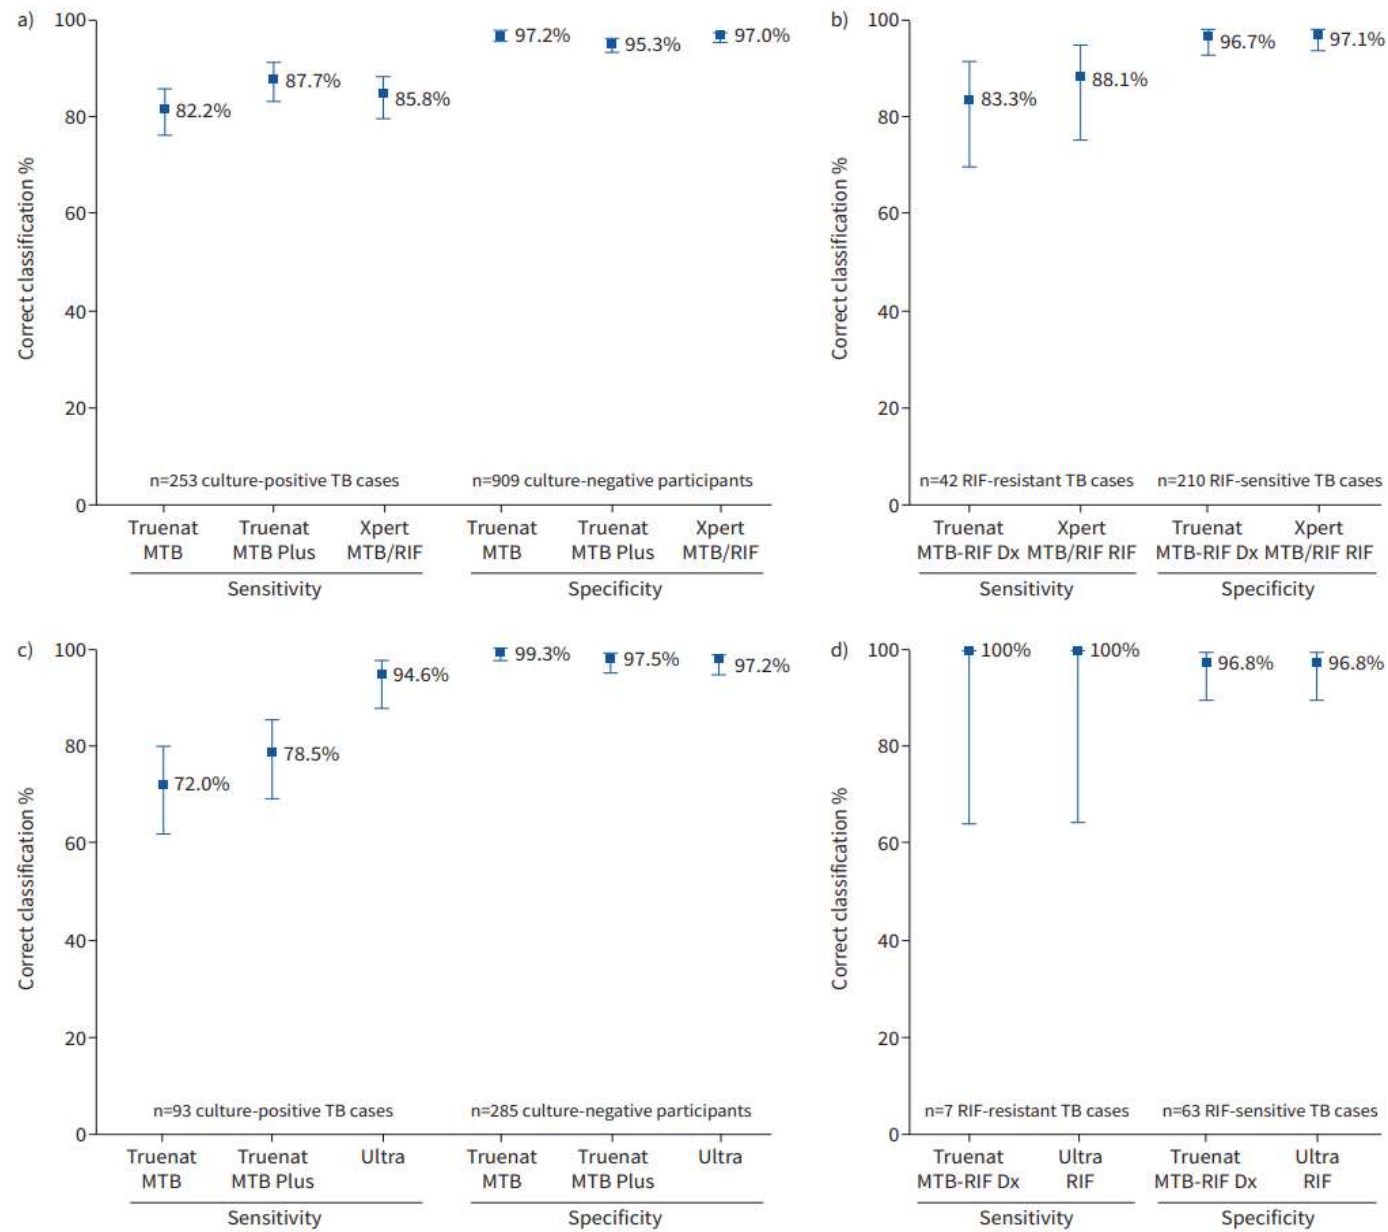 a)
Correct classification %
100
80
60
40
20
0
82.2%
87.7%
85.8%
97.2%
95.3%
97.0%
n=253 culture-positive TB cases
n=909 culture-negative participants
Truenat
MTB
Truenat
MTB Plus
Xpert
MTB/RIF
Truenat
MTB
Truenat
MTB Plus
Xpert
MTB/RIF
Sensitivity
Specificity
b)
Correct classification %
100
80
60
40
20
0
83.3%
88.1%
96.7%
97.1%
n=42 RIF-resistant TB cases
n=210 RIF-sensitive TB cases
Truenat
MTB-RIF Dx
Xpert
MTB/RIF RIF
Truenat
MTB-RIF Dx
Xpert
MTB/RIF RIF
Sensitivity
Specificity
c)
Correct classification %
100
80
60
40
20
0
72.0%
78.5%
94.6%
99.3%
97.5%
97.2%
n=93 culture-positive TB cases
n=285 culture-negative participants
Truenat
MTB
Truenat
MTB Plus
Ultra
Truenat
MTB
Truenat
MTB Plus
Ultra
Sensitivity
Specificity
d)
Correct classification %
100
80
60
40
20
0
100%
100%
96.8%
96.8%
n=7 RIF-resistant TB cases
n=63 RIF-sensitive TB cases
Truenat
MTB-RIF Dx
Ultra
RIF
Truenat
MTB-RIF Dx
Ultra
RIF
Sensitivity
Specificity